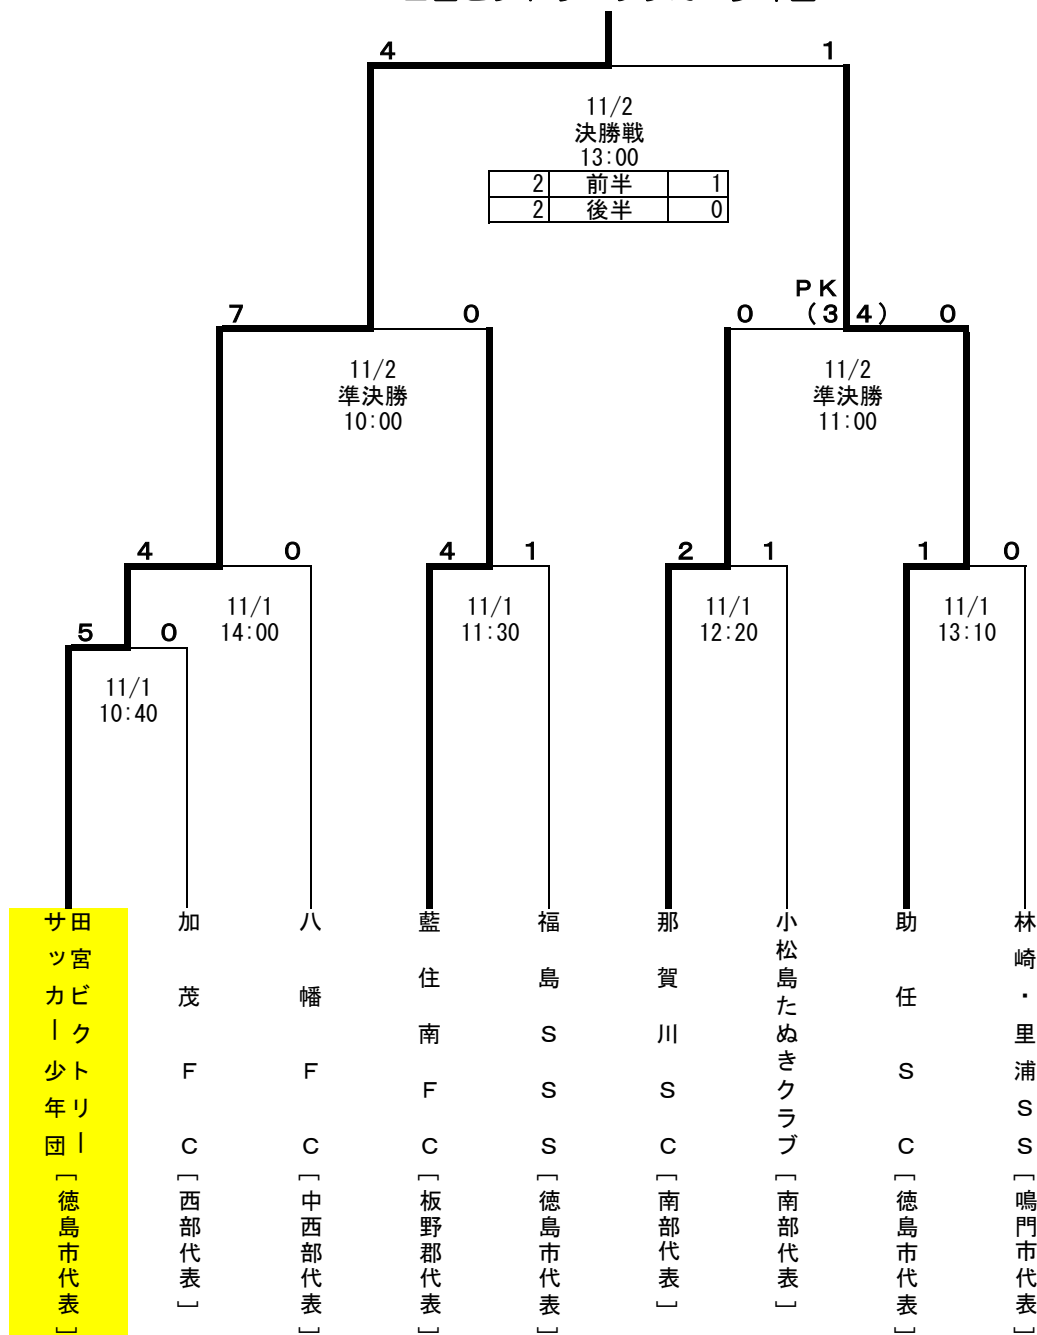 4 1
11/2
決勝戦
13:00
2 前半 1
2 後半 0
PK
7 0 0 (3 4) 0
11/2 11/2
準決勝 準決勝
10:00 11:00
4 0 4 1 2 1 1 0
11/1 11/1 11/1 11/1
14:00 11:30 12:20 13:10
5 0
11/1
10:40
田宮ビクトリー
サッカー少年団
[徳島市代表]
加茂FC[西部代表]
八幡FC[中西部代表]
藍住南FC[板野郡代表]
福島SSS[徳島市代表]
那賀川SC[南部代表]
小松島たぬきクラブ[南部代表]
助任SC[徳島市代表]
林崎・里浦SS[鳴門市代表]